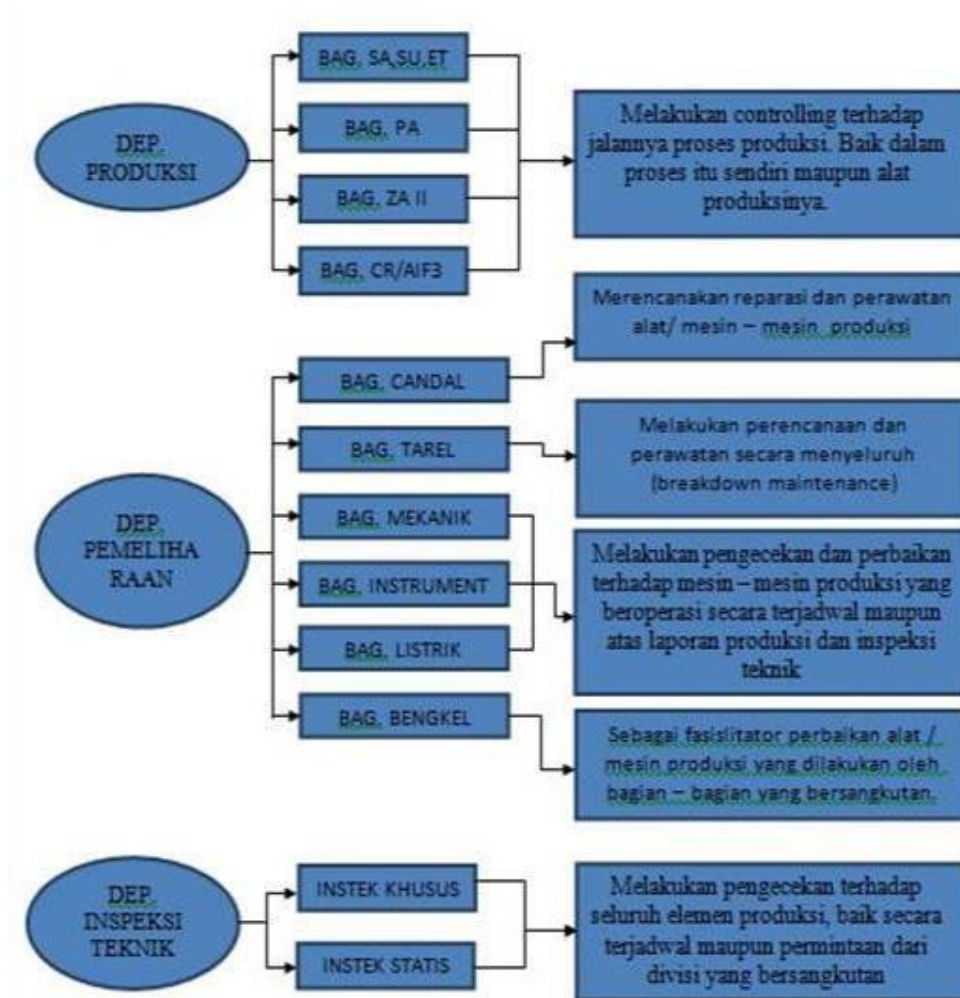 DEP.
PRODUKSI
BAG. SA,SU,ET
BAG. PA
BAG. ZA II
BAG. CR/AlF3
Melakukan controlling terhadap
jalannya proses produksi. Baik dalam
proses itu sendiri maupun alat
produksinya.
DEP.
PEMELIHA
RAAN
BAG. CANDAL
BAG. TAREL
BAG. MEKANIK
BAG. INSTRUMENT
BAG. LISTRIK
BAG. BENGKEL
Merencanakan reparasi dan perawatan
alat/ mesin – mesin produksi
Melakukan perencanaan dan
perawatan secara menyeluruh
(breakdown maintenance)
Melakukan pengecekan dan perbaikan
terhadap mesin – mesin produksi yang
beroperasi secara terjadwal maupun
atas laporan produksi dan inspeksi
teknik
Sebagai fasislitator perbaikan alat /
mesin produksi yang dilakukan oleh
bagian – bagian yang bersangkutan.
DEP.
INSPEKSI
TEKNIK
INSTEK KHUSUS
INSTEK STATIS
Melakukan pengecekan terhadap
seluruh elemen produksi, baik secara
terjadwal maupun permintaan dari
divisi yang bersangkutan